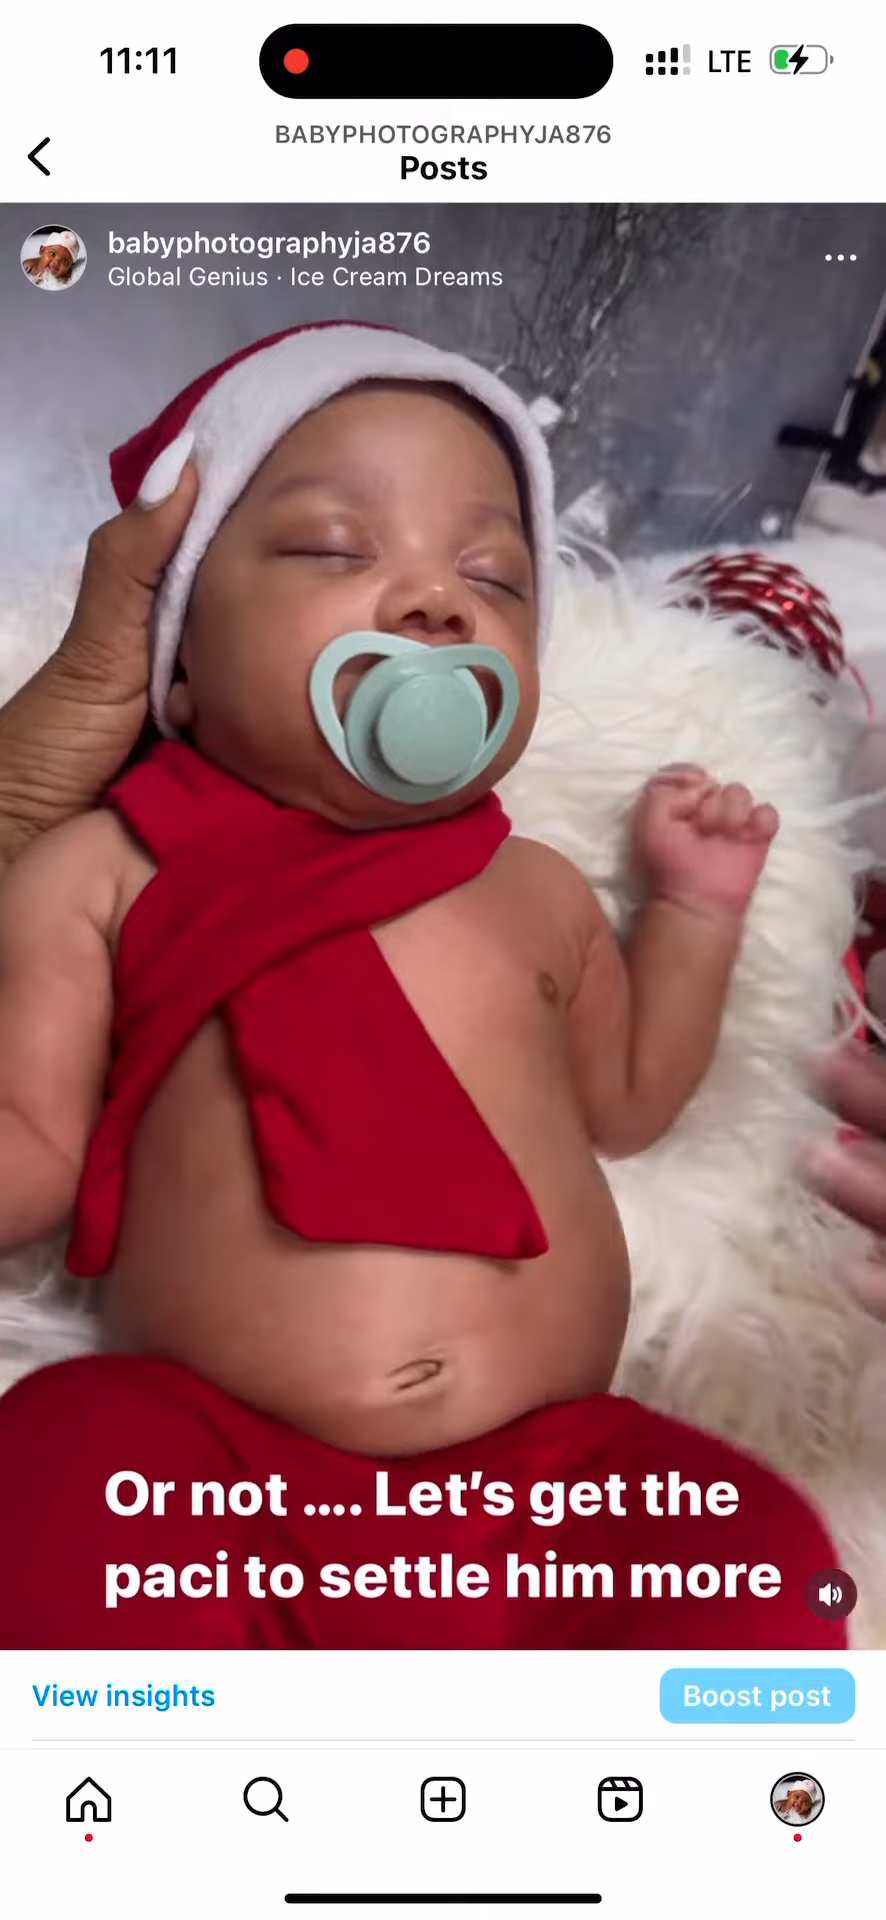 11:11
LTE
BABYPHOTOGRAPHYJA876
Posts
babyphotographyja876
Global Genius · Ice Cream Dreams
Or not .... Let's get the
paci to settle him more
View insights
Boost post